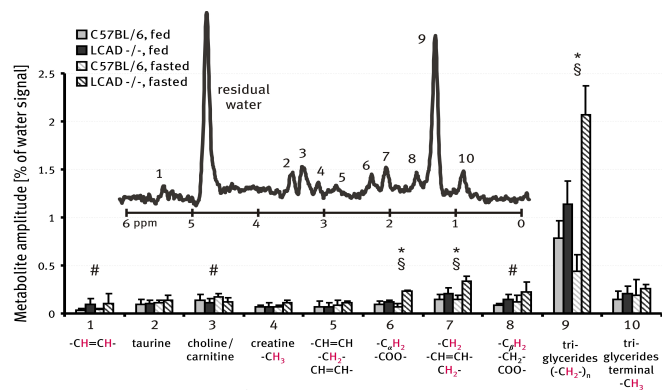 C57BL/6, fed
LCAD -/-, fed
C57BL/6, fasted
LCAD -/-, fasted
residual
water
Metabolite amplitude [% of water signal]
2.5
2
1.5
1
0.5
0
1
2
3
4
5
6
7
8
9
10
6 ppm
5
4
3
2
1
0
#
#
*
§
*
§
#
*
§
1
2
3
4
5
6
7
8
9
10
-CH=CH-
taurine
choline/
carnitine
creatine
-CH₃
-CH=CH
-CH₂-
CH=CH-
-CαH₂
-COO-
-CH₂
-CH=CH-
CH₂-
-CβH₂
-CH₂-
COO-
tri-
glycerides
(-CH₂-)ₙ
tri-
glycerides
terminal
-CH₃